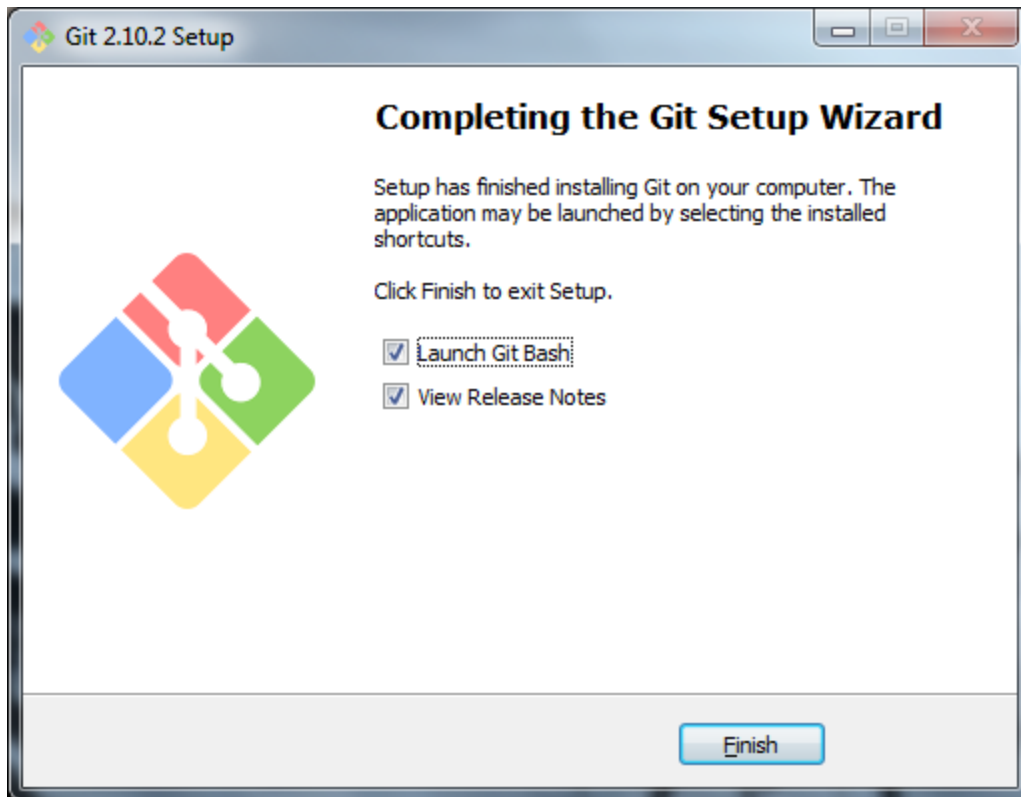 Git 2.10.2 Setup
Completing the Git Setup Wizard
Setup has finished installing Git on your computer. The
application may be launched by selecting the installed
shortcuts.
Click Finish to exit Setup.
Launch Git Bash
View Release Notes
Finish